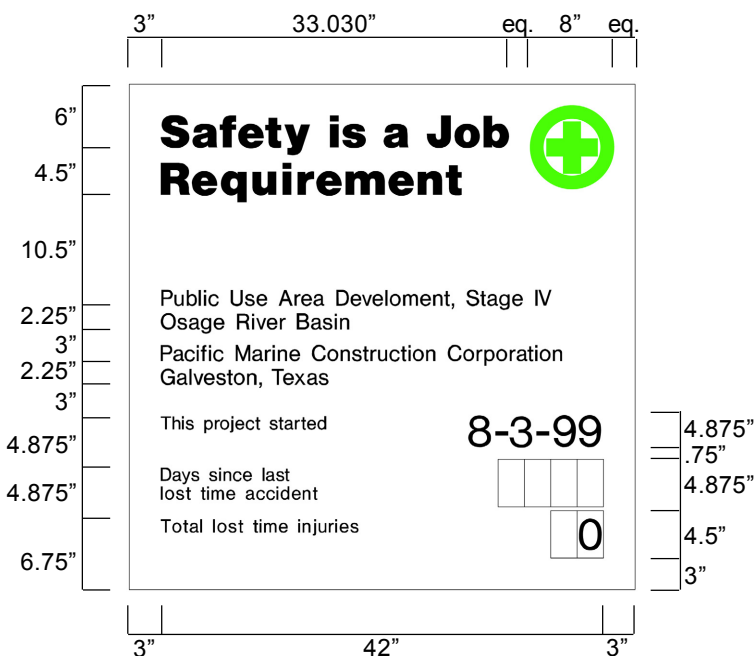 3” 33.030” eq. 8” eq.
6”
4.5”
10.5”
2.25”
3”
2.25”
3”
4.875”
4.875”
6.75”
Safety is a Job
Requirement
Public Use Area Develoment, Stage IV
Osage River Basin
Pacific Marine Construction Corporation
Galveston, Texas
This project started 8-3-99
Days since last
lost time accident
Total lost time injuries 0
4.875”
.75”
4.875”
4.5”
3”
3” 42” 3”